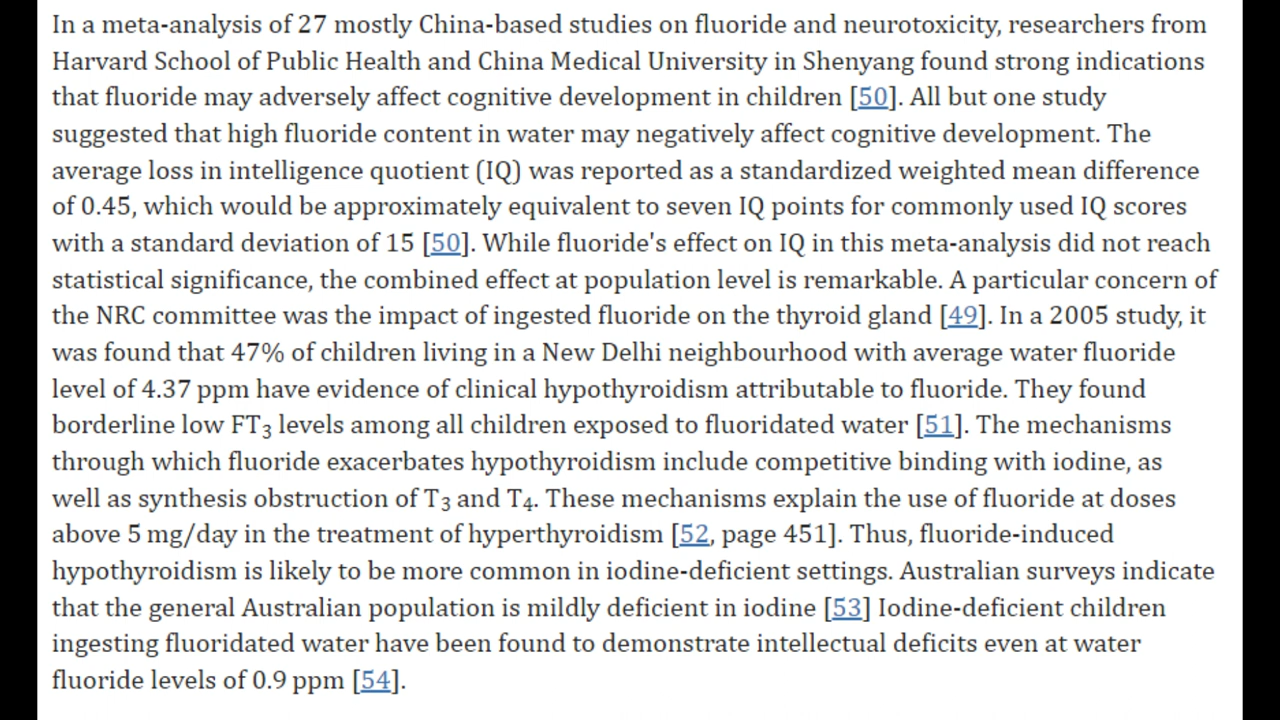 In a meta-analysis of 27 mostly China-based studies on fluoride and neurotoxicity, researchers from
Harvard School of Public Health and China Medical University in Shenyang found strong indications
that fluoride may adversely affect cognitive development in children [50]. All but one study
suggested that high fluoride content in water may negatively affect cognitive development. The
average loss in intelligence quotient (IQ) was reported as a standardized weighted mean difference
of 0.45, which would be approximately equivalent to seven IQ points for commonly used IQ scores
with a standard deviation of 15 [50]. While fluoride's effect on IQ in this meta-analysis did not reach
statistical significance, the combined effect at population level is remarkable. A particular concern of
the NRC committee was the impact of ingested fluoride on the thyroid gland [49]. In a 2005 study, it
was found that 47% of children living in a New Delhi neighbourhood with average water fluoride
level of 4.37 ppm have evidence of clinical hypothyroidism attributable to fluoride. They found
borderline low FT3 levels among all children exposed to fluoridated water [51]. The mechanisms
through which fluoride exacerbates hypothyroidism include competitive binding with iodine, as
well as synthesis obstruction of T3 and T4. These mechanisms explain the use of fluoride at doses
above 5 mg/day in the treatment of hyperthyroidism [52, page 451]. Thus, fluoride-induced
hypothyroidism is likely to be more common in iodine-deficient settings. Australian surveys indicate
that the general Australian population is mildly deficient in iodine [53] Iodine-deficient children
ingesting fluoridated water have been found to demonstrate intellectual deficits even at water
fluoride levels of 0.9 ppm [54].